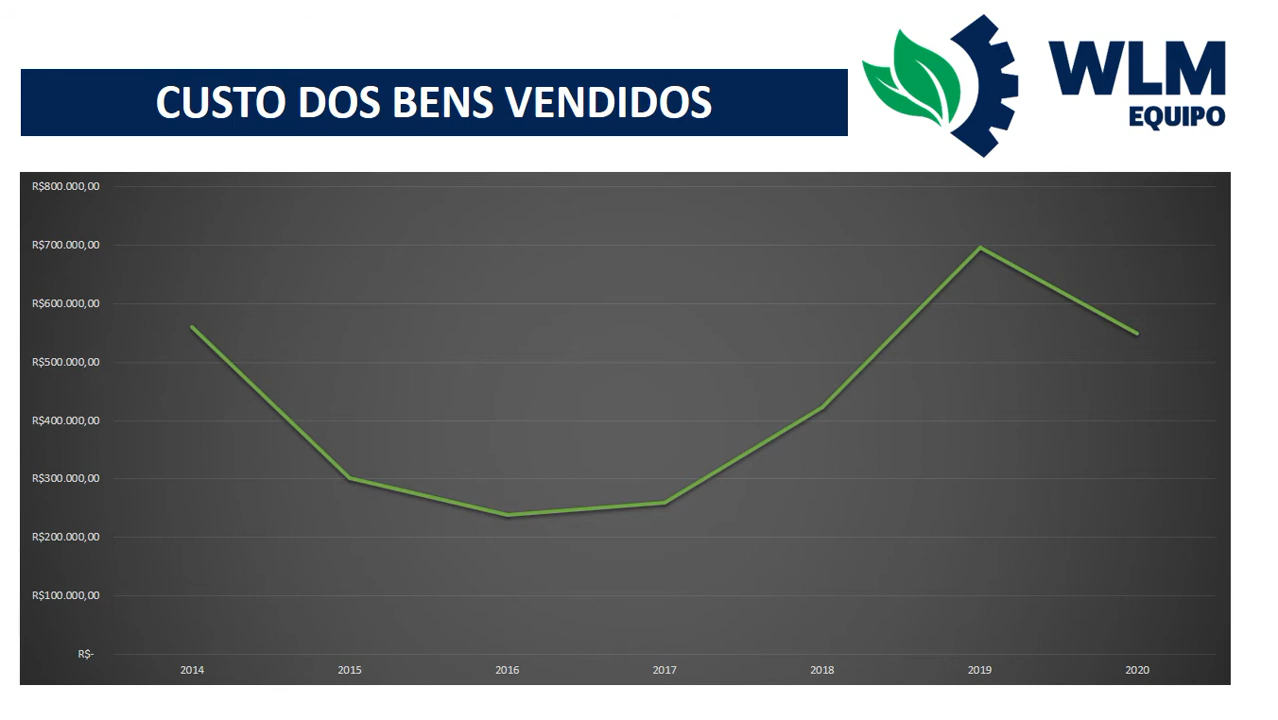 CUSTO DOS BENS VENDIDOS
WLM
EQUIPO
R$800.000,00
R$700.000,00
R$600.000,00
R$500.000,00
R$400.000,00
R$300.000,00
R$200.000,00
R$100.000,00
R$-
2014 2015 2016 2017 2018 2019 2020